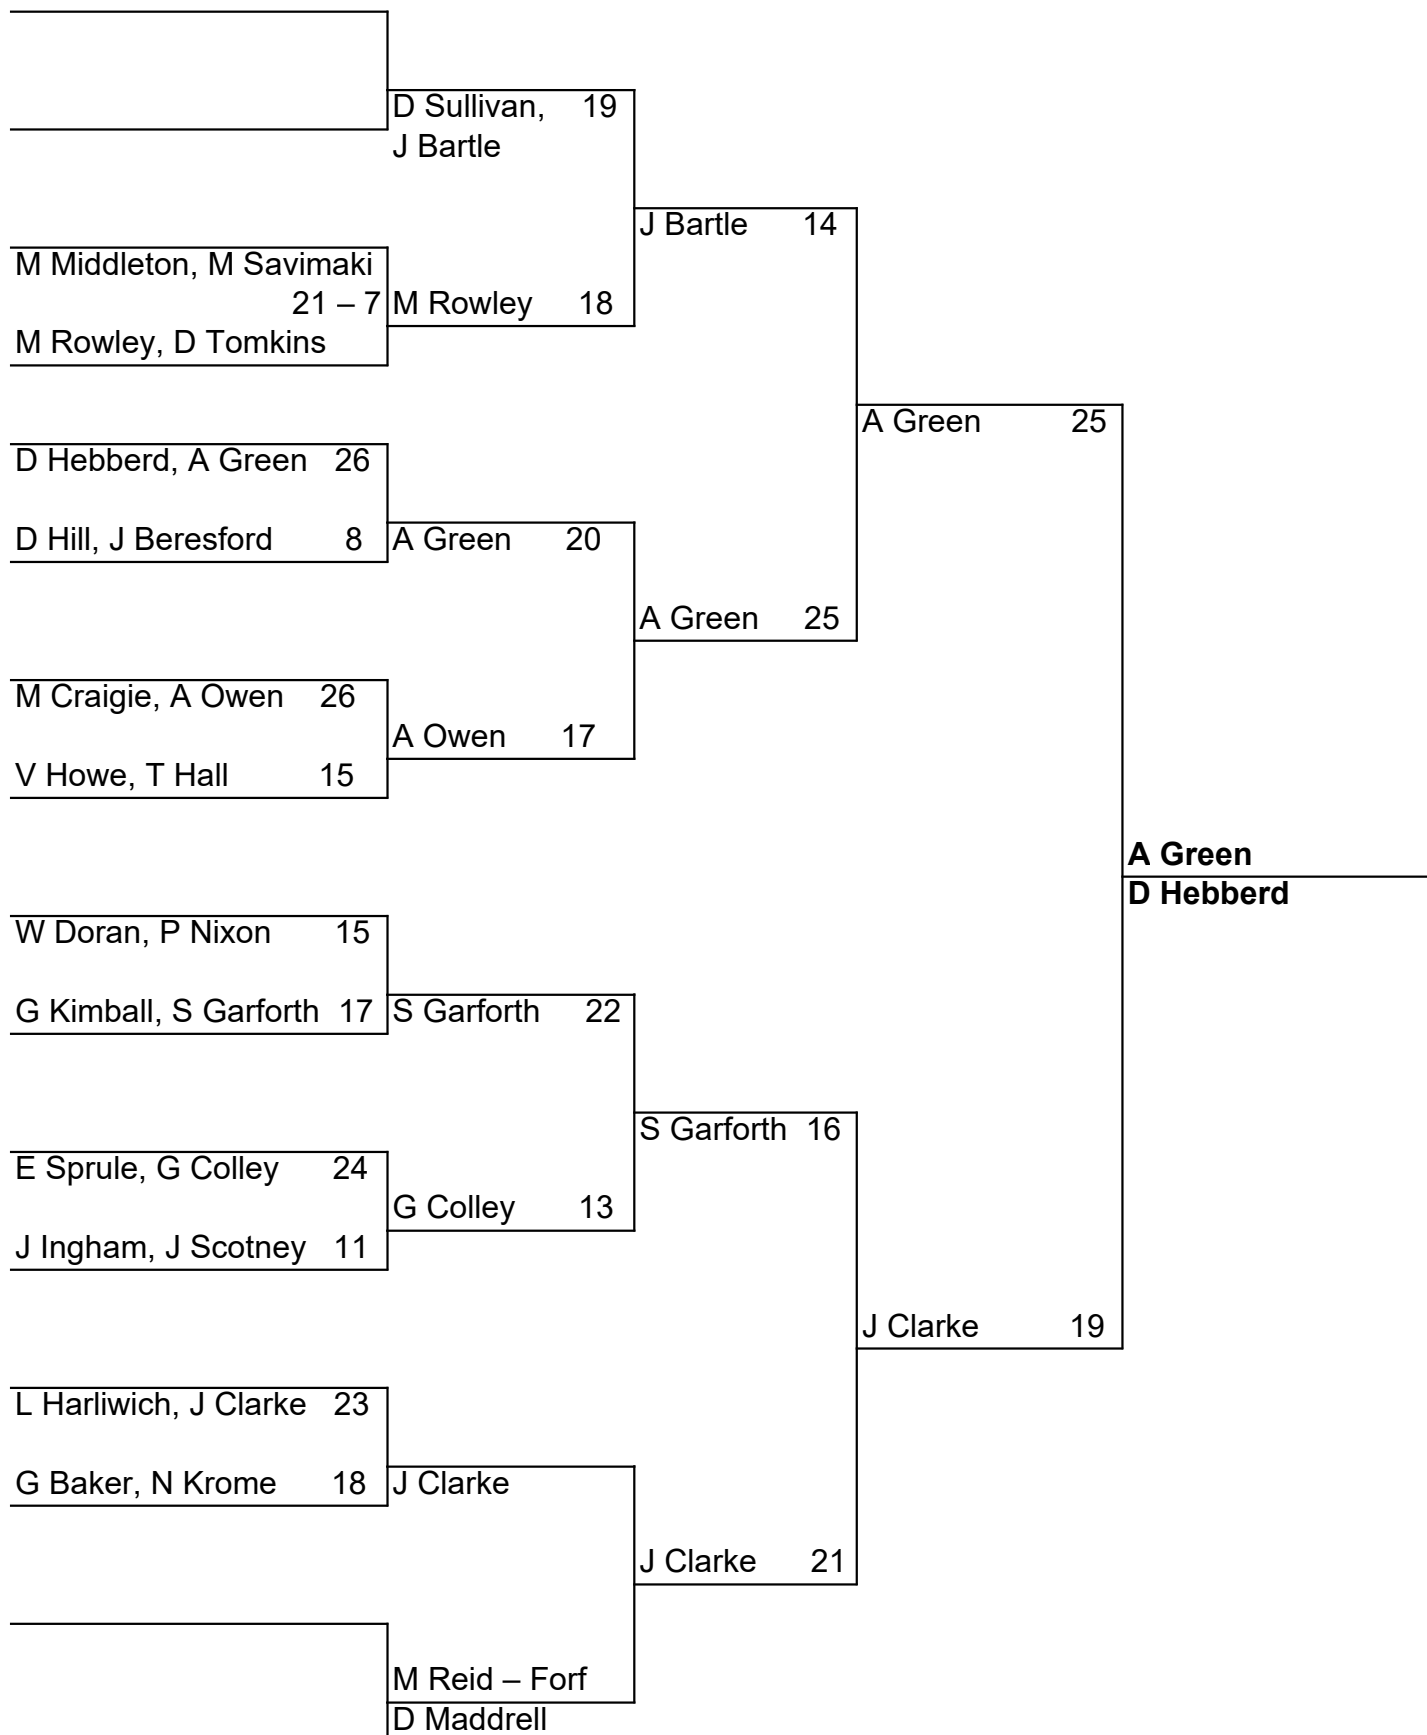 D Sullivan, 19
J Bartle
J Bartle 14
M Middleton, M Savimaki
21 – 7
M Rowley 18
M Rowley, D Tomkins
A Green 25
D Hebberd, A Green 26
D Hill, J Beresford 8
A Green 20
A Green 25
M Craigie, A Owen 26
A Owen 17
V Howe, T Hall 15
A Green
D Hebberd
W Doran, P Nixon 15
G Kimball, S Garforth 17
S Garforth 22
S Garforth 16
E Sprule, G Colley 24
G Colley 13
J Ingham, J Scotney 11
J Clarke 19
L Harliwich, J Clarke 23
G Baker, N Krome 18
J Clarke
J Clarke 21
M Reid – Forf
D Maddrell